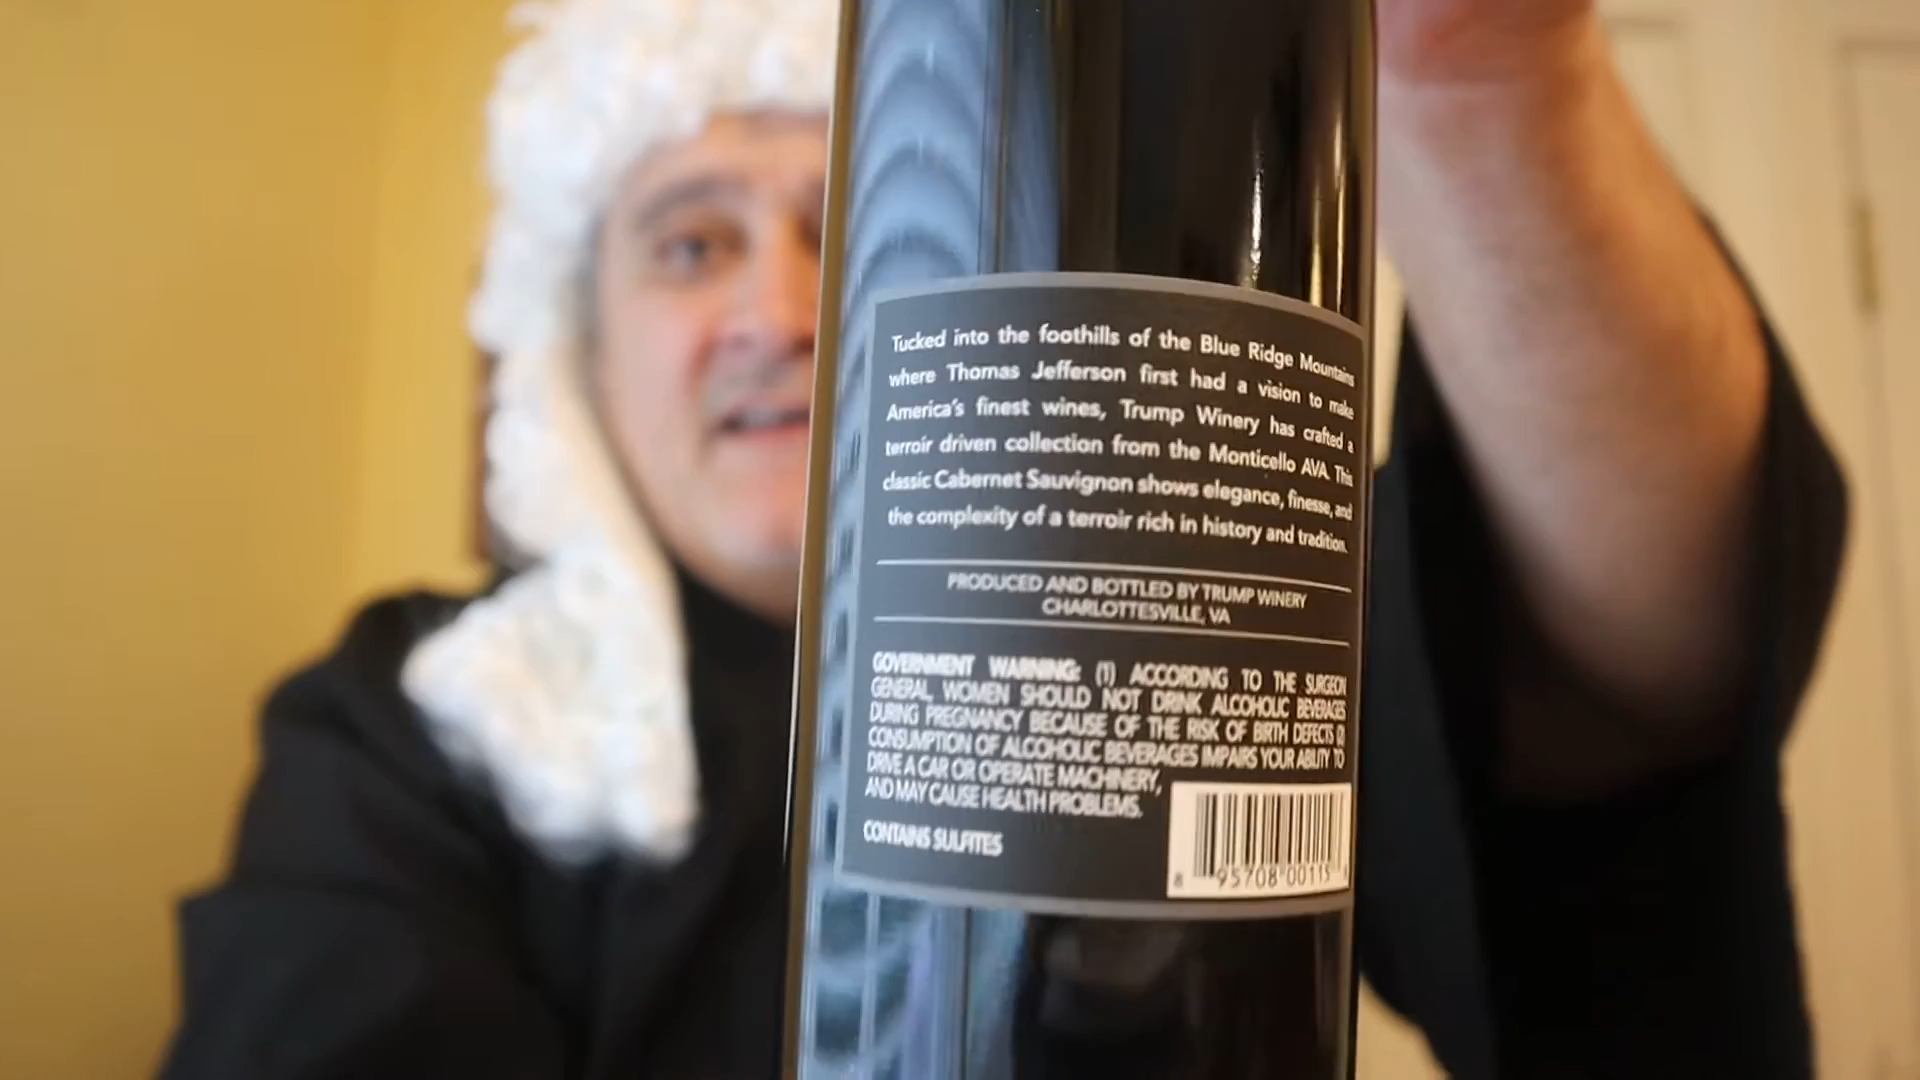 Tucked into the foothills of the Blue Ridge Mountains
where Thomas Jefferson first had a vision to make
America's finest wines, Trump Winery has crafted a
terroir driven collection from the Monticello AVA. This
classic Cabernet Sauvignon shows elegance, finesse, and
the complexity of a terroir rich in history and tradition.
PRODUCED AND BOTTLED BY TRUMP WINERY
CHARLOTTESVILLE, VA
GOVERNMENT WARNING: (1) ACCORDING TO THE SURGEON
GENERAL, WOMEN SHOULD NOT DRINK ALCOHOLIC BEVERAGES
DURING PREGNANCY BECAUSE OF THE RISK OF BIRTH DEFECTS (2)
CONSUMPTION OF ALCOHOLIC BEVERAGES IMPAIRS YOUR ABILITY TO
DRIVE A CAR OR OPERATE MACHINERY,
AND MAY CAUSE HEALTH PROBLEMS.
CONTAINS SULFITES
8 95708 00115